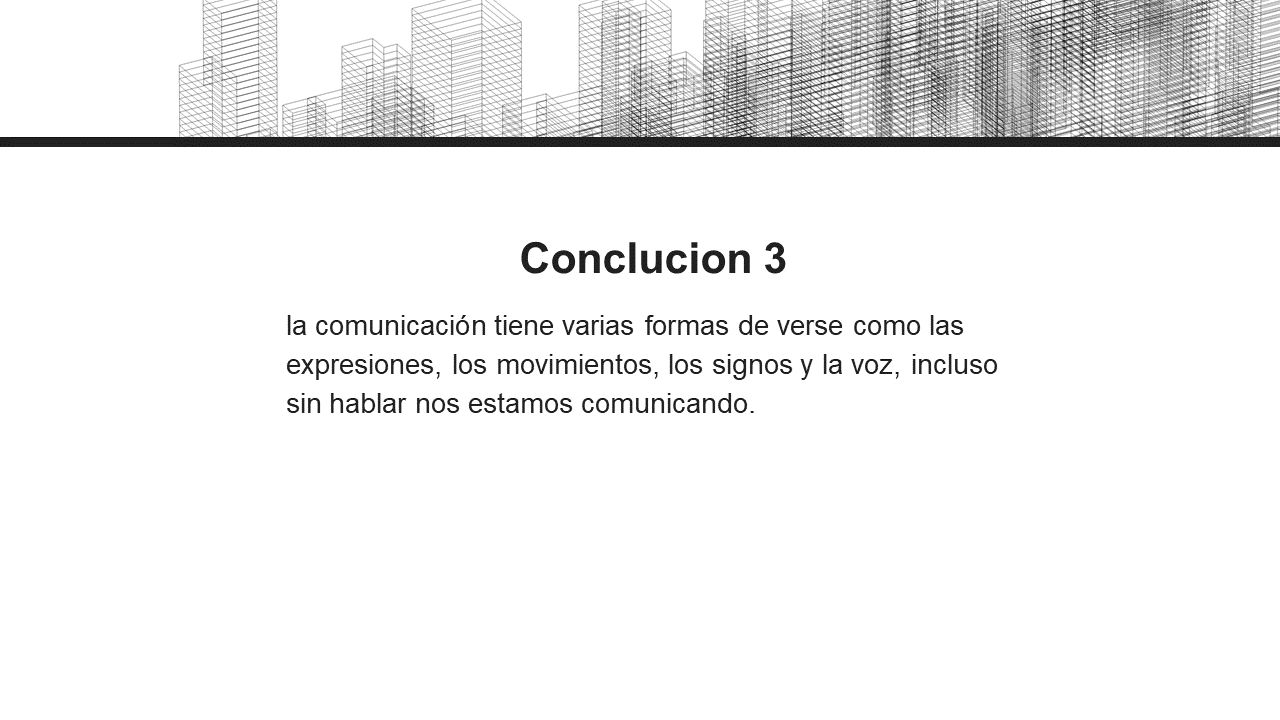 Conclucion 3
la comunicación tiene varias formas de verse como las
expresiones, los movimientos, los signos y la voz, incluso
sin hablar nos estamos comunicando.